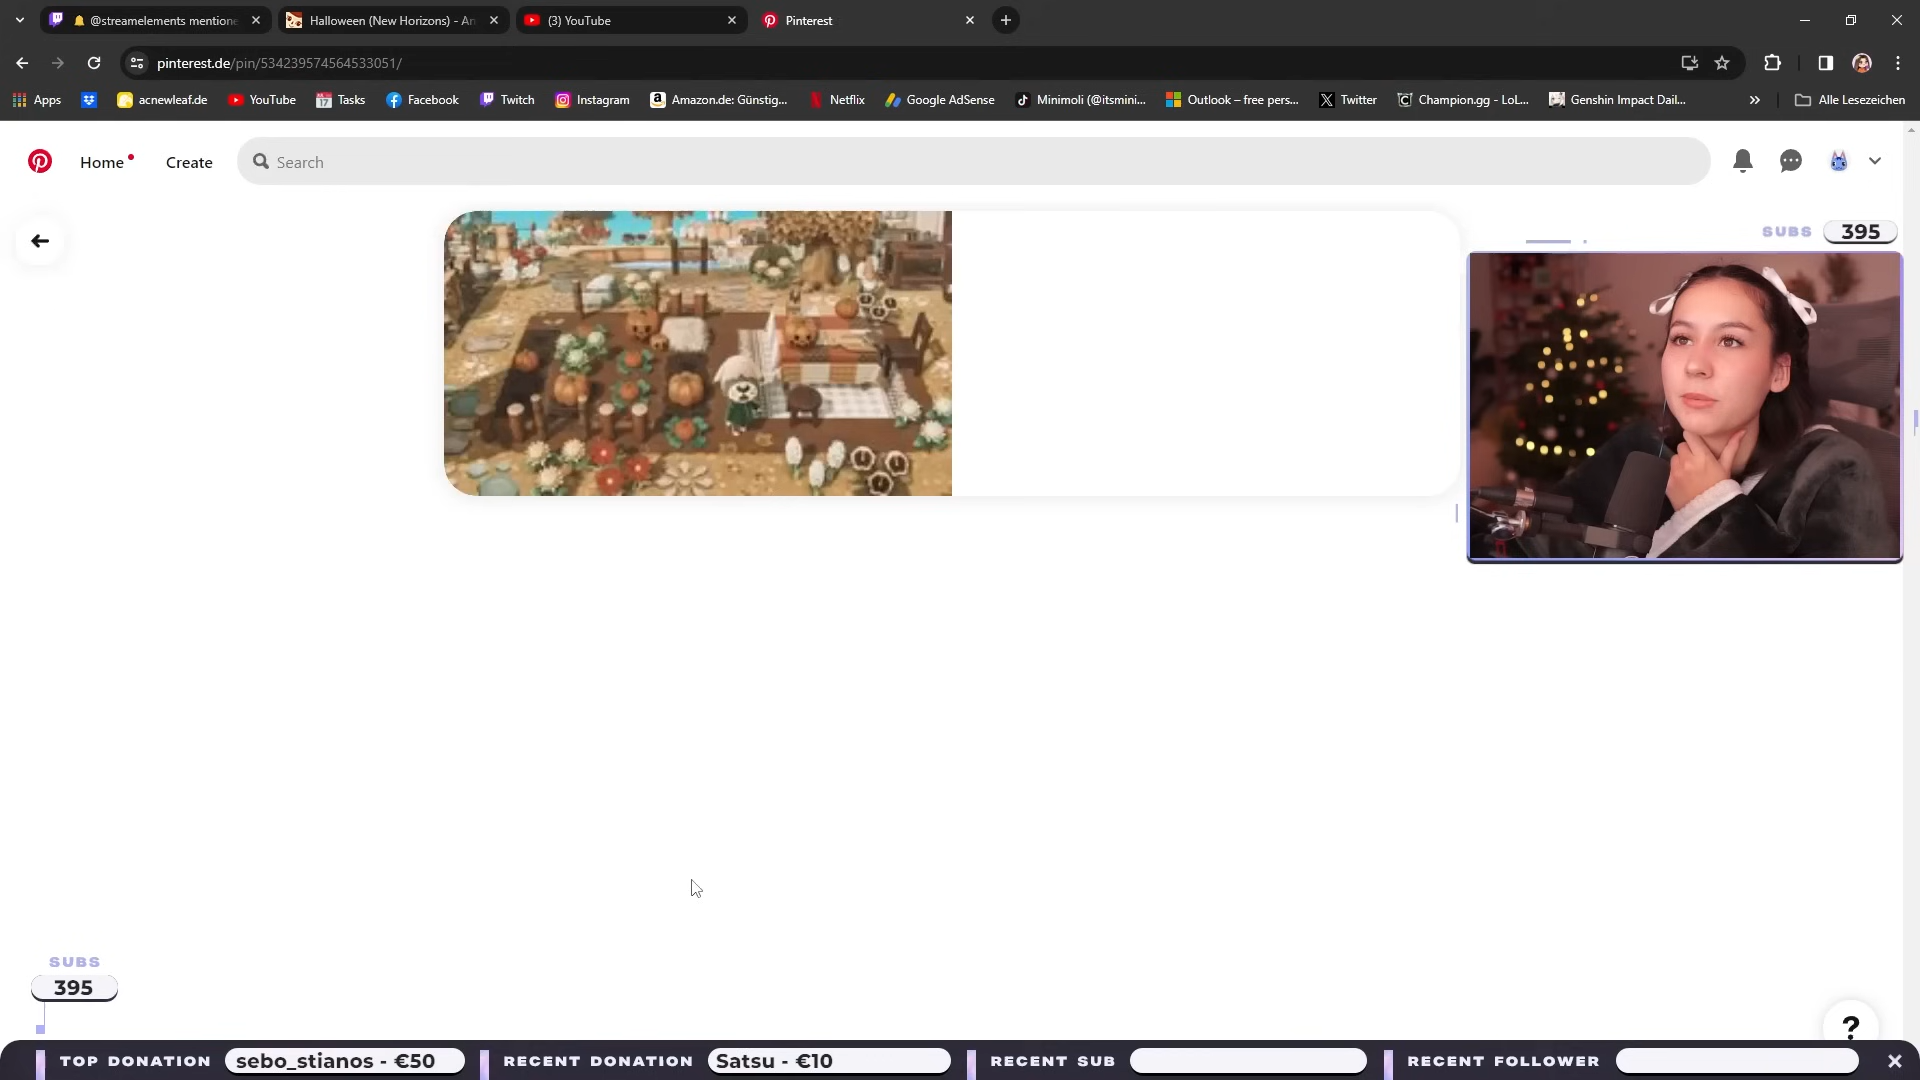 @streamelements mentione
Halloween (New Horizons) - An
(3) YouTube
Pinterest
pinterest.de/pin/534239574564533051/
Apps
acnewleaf.de
YouTube
Tasks
Facebook
Twitch
Instagram
Amazon.de: Günstig...
Netflix
Google AdSense
Minimoli (@itsmini...
Outlook – free pers...
Twitter
Champion.gg - LoL...
Genshin Impact Dail...
Alle Lesezeichen
Home
Create
Search
SUBS 395
SUBS
395
?
TOP DONATION sebo_stianos - €50
RECENT DONATION Satsu - €10
RECENT SUB
RECENT FOLLOWER